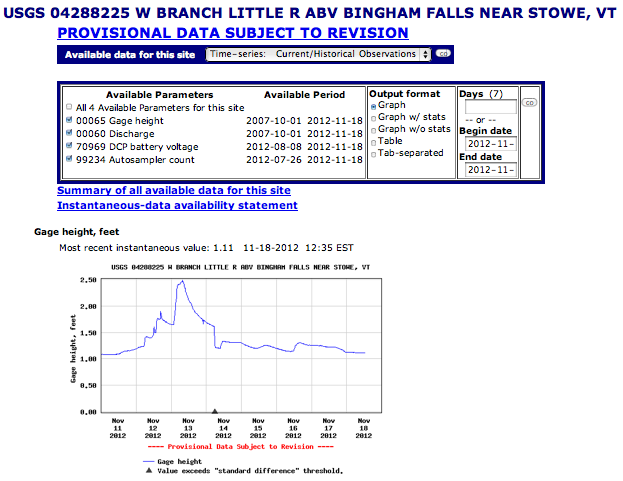 USGS 04288225 W BRANCH LITTLE R ABV BINGHAM FALLS NEAR STOWE, VT
PROVISIONAL DATA SUBJECT TO REVISION
Available data for this site Time-series: Current/Historical Observations GO
Available Parameters Available Period Output format Days (7)
All 4 Available Parameters for this site Graph GO
00065 Gage height 2007-10-01 2012-11-18 Graph w/ stats -- or --
00060 Discharge 2007-10-01 2012-11-18 Graph w/o stats Begin date
70969 DCP battery voltage 2012-08-08 2012-11-18 Table 2012-11-
99234 Autosampler count 2012-07-26 2012-11-18 Tab-separated End date
2012-11-
Summary of all available data for this site
Instantaneous-data availability statement
Gage height, feet
Most recent instantaneous value: 1.11 11-18-2012 12:35 EST
USGS 04288225 W BRANCH LITTLE R ABV BINGHAM FALLS NEAR STOWE, VT
Gage height, feet
2.50
2.00
1.50
1.00
0.50
0.00
Nov Nov Nov Nov Nov Nov Nov Nov
11 12 13 14 15 16 17 18
2012 2012 2012 2012 2012 2012 2012 2012
---- Provisional Data Subject to Revision ----
Gage height
Value exceeds "standard difference" threshold.